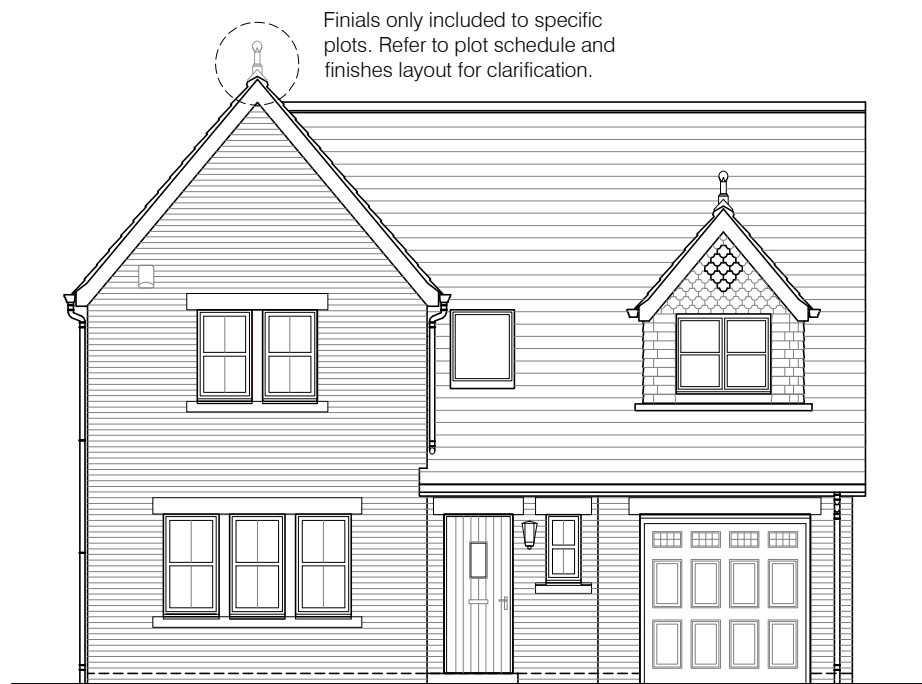 Finials only included to specific
plots. Refer to plot schedule and
finishes layout for clarification.